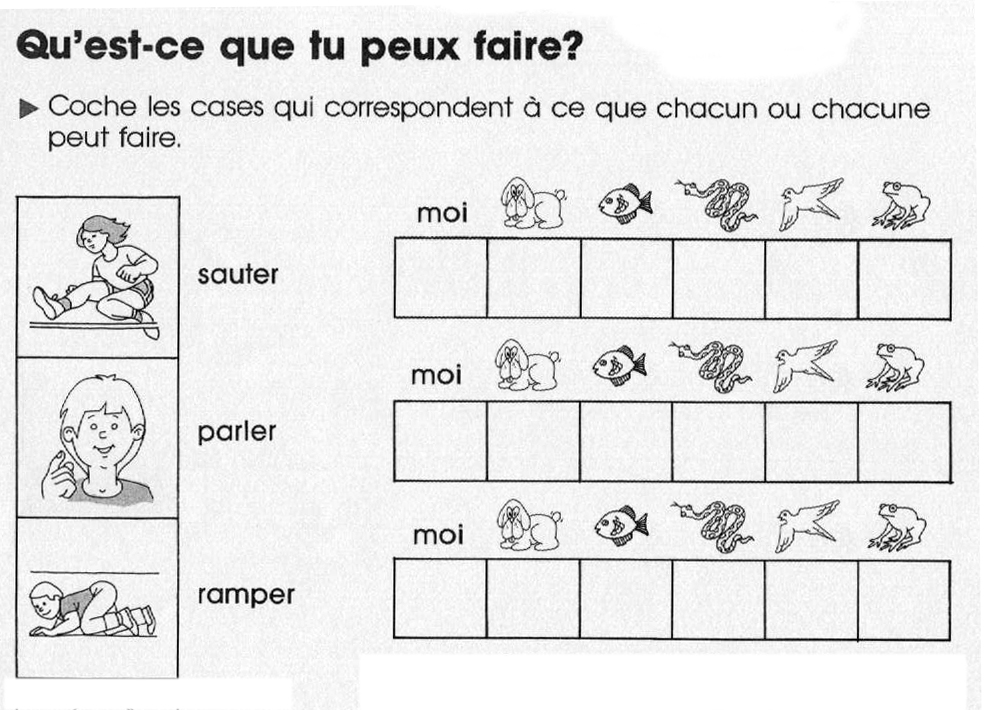 Qu'est-ce que tu peux faire?
Coche les cases qui correspondent à ce que chacun ou chacune
peut faire.
moi
sauter
moi
parler
moi
ramper